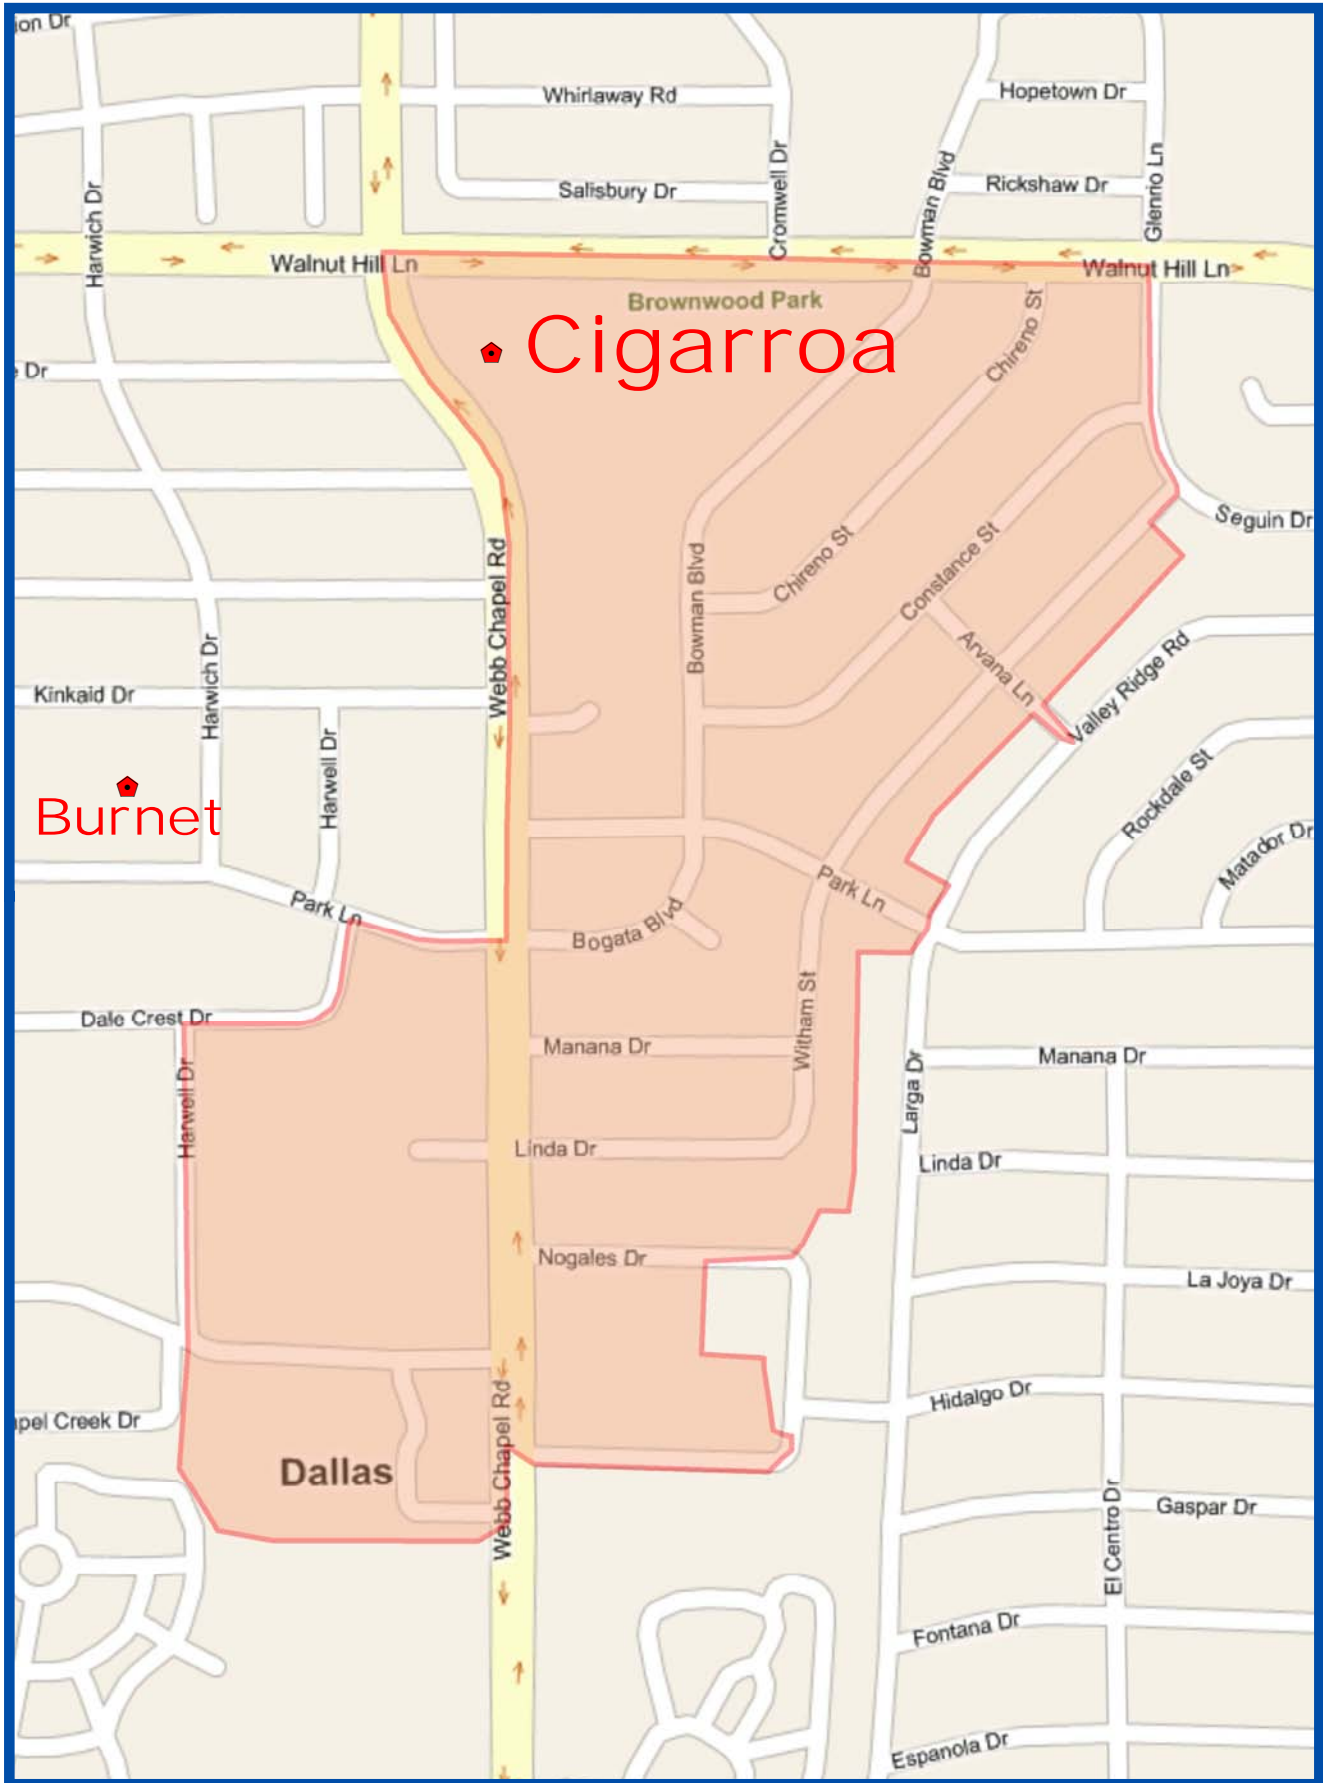 ion Dr
Whirlaway Rd
Hopetown Dr
Harwich Dr
Salisbury Dr
Cromwell Dr
Bowman Blvd
Rickshaw Dr
Glenrio Ln
Walnut Hill Ln
Walnut Hill Ln
Brownwood Park
Cigarroa
Chireno St
e Dr
Seguin Dr
Webb Chapel Rd
Bowman Blvd
Chireno St
Constance St
Arvana Ln
Valley Ridge Rd
Kinkaid Dr
Harwich Dr
Harwell Dr
Burnet
Rockdale St
Matador Dr
Park Ln
Park Ln
Bogata Blvd
Witham St
Dale Crest Dr
Manana Dr
Manana Dr
Harwell Dr
Larga Dr
Linda Dr
Linda Dr
Nogales Dr
La Joya Dr
Hidalgo Dr
apel Creek Dr
Webb Chapel Rd
Dallas
El Centro Dr
Gaspar Dr
Fontana Dr
Espanola Dr